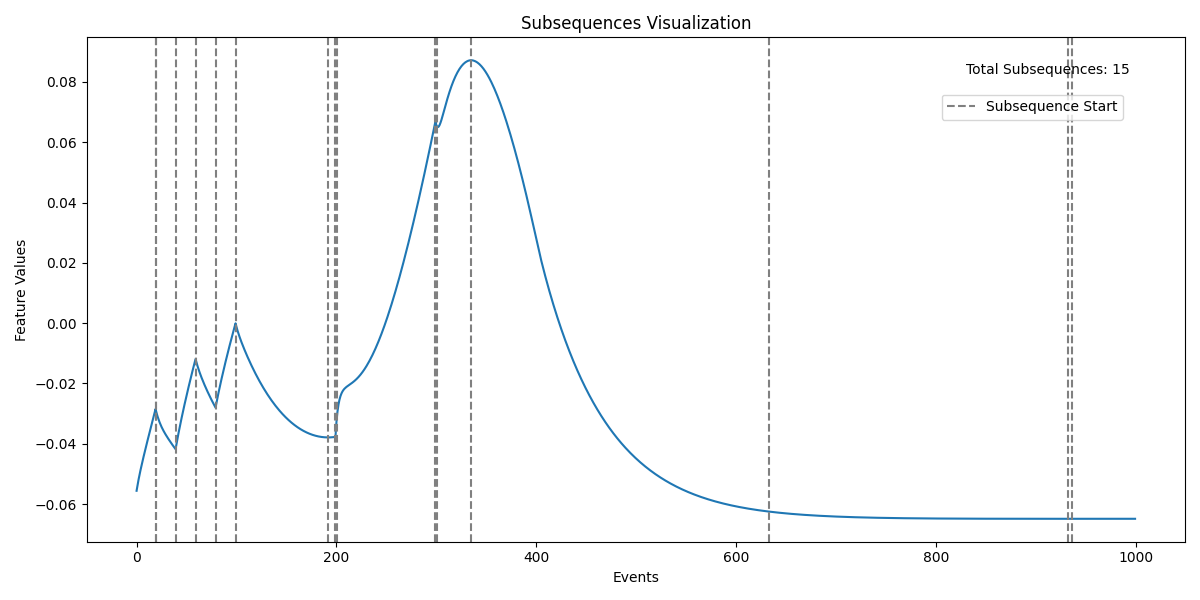 Subsequences Visualization
Total Subsequences: 15
Subsequence Start
Feature Values
0.08
0.06
0.04
0.02
0.00
−0.02
−0.04
−0.06
0
200
400
600
800
1000
Events